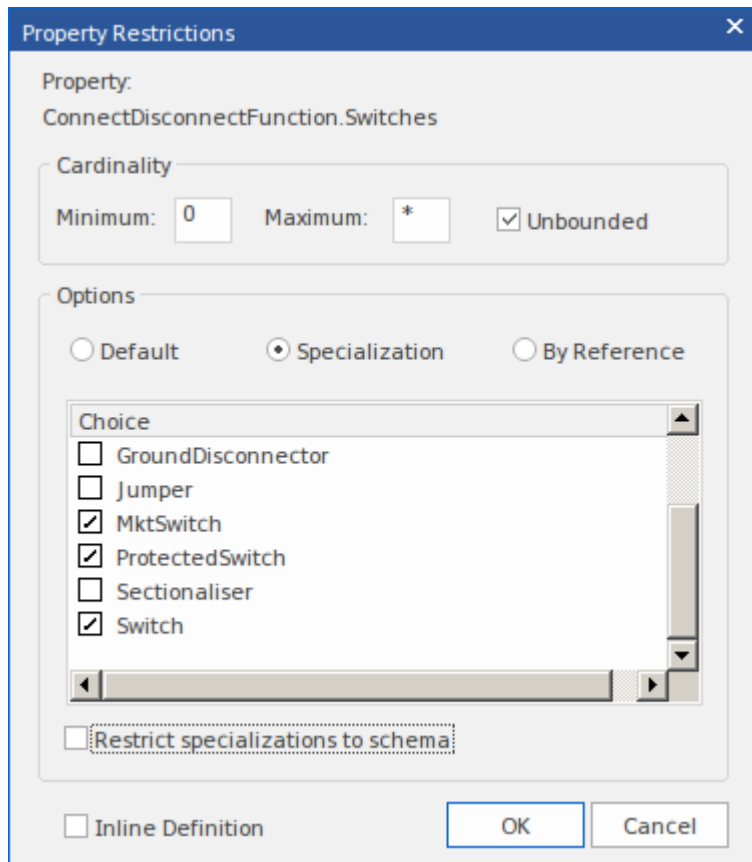 Property Restrictions
Property:
ConnectDisconnectFunction.Switches
Cardinality
Minimum: 0 Maximum: * Unbounded
Options
Default Specialization By Reference
Choice
GroundDisconnector
Jumper
MktSwitch
ProtectedSwitch
Sectionaliser
Switch
Restrict specializations to schema
Inline Definition OK Cancel